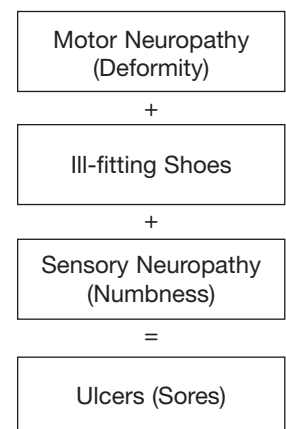 Motor Neuropathy
(Deformity)
+
Ill-fitting Shoes
+
Sensory Neuropathy
(Numbness)
=
Ulcers (Sores)